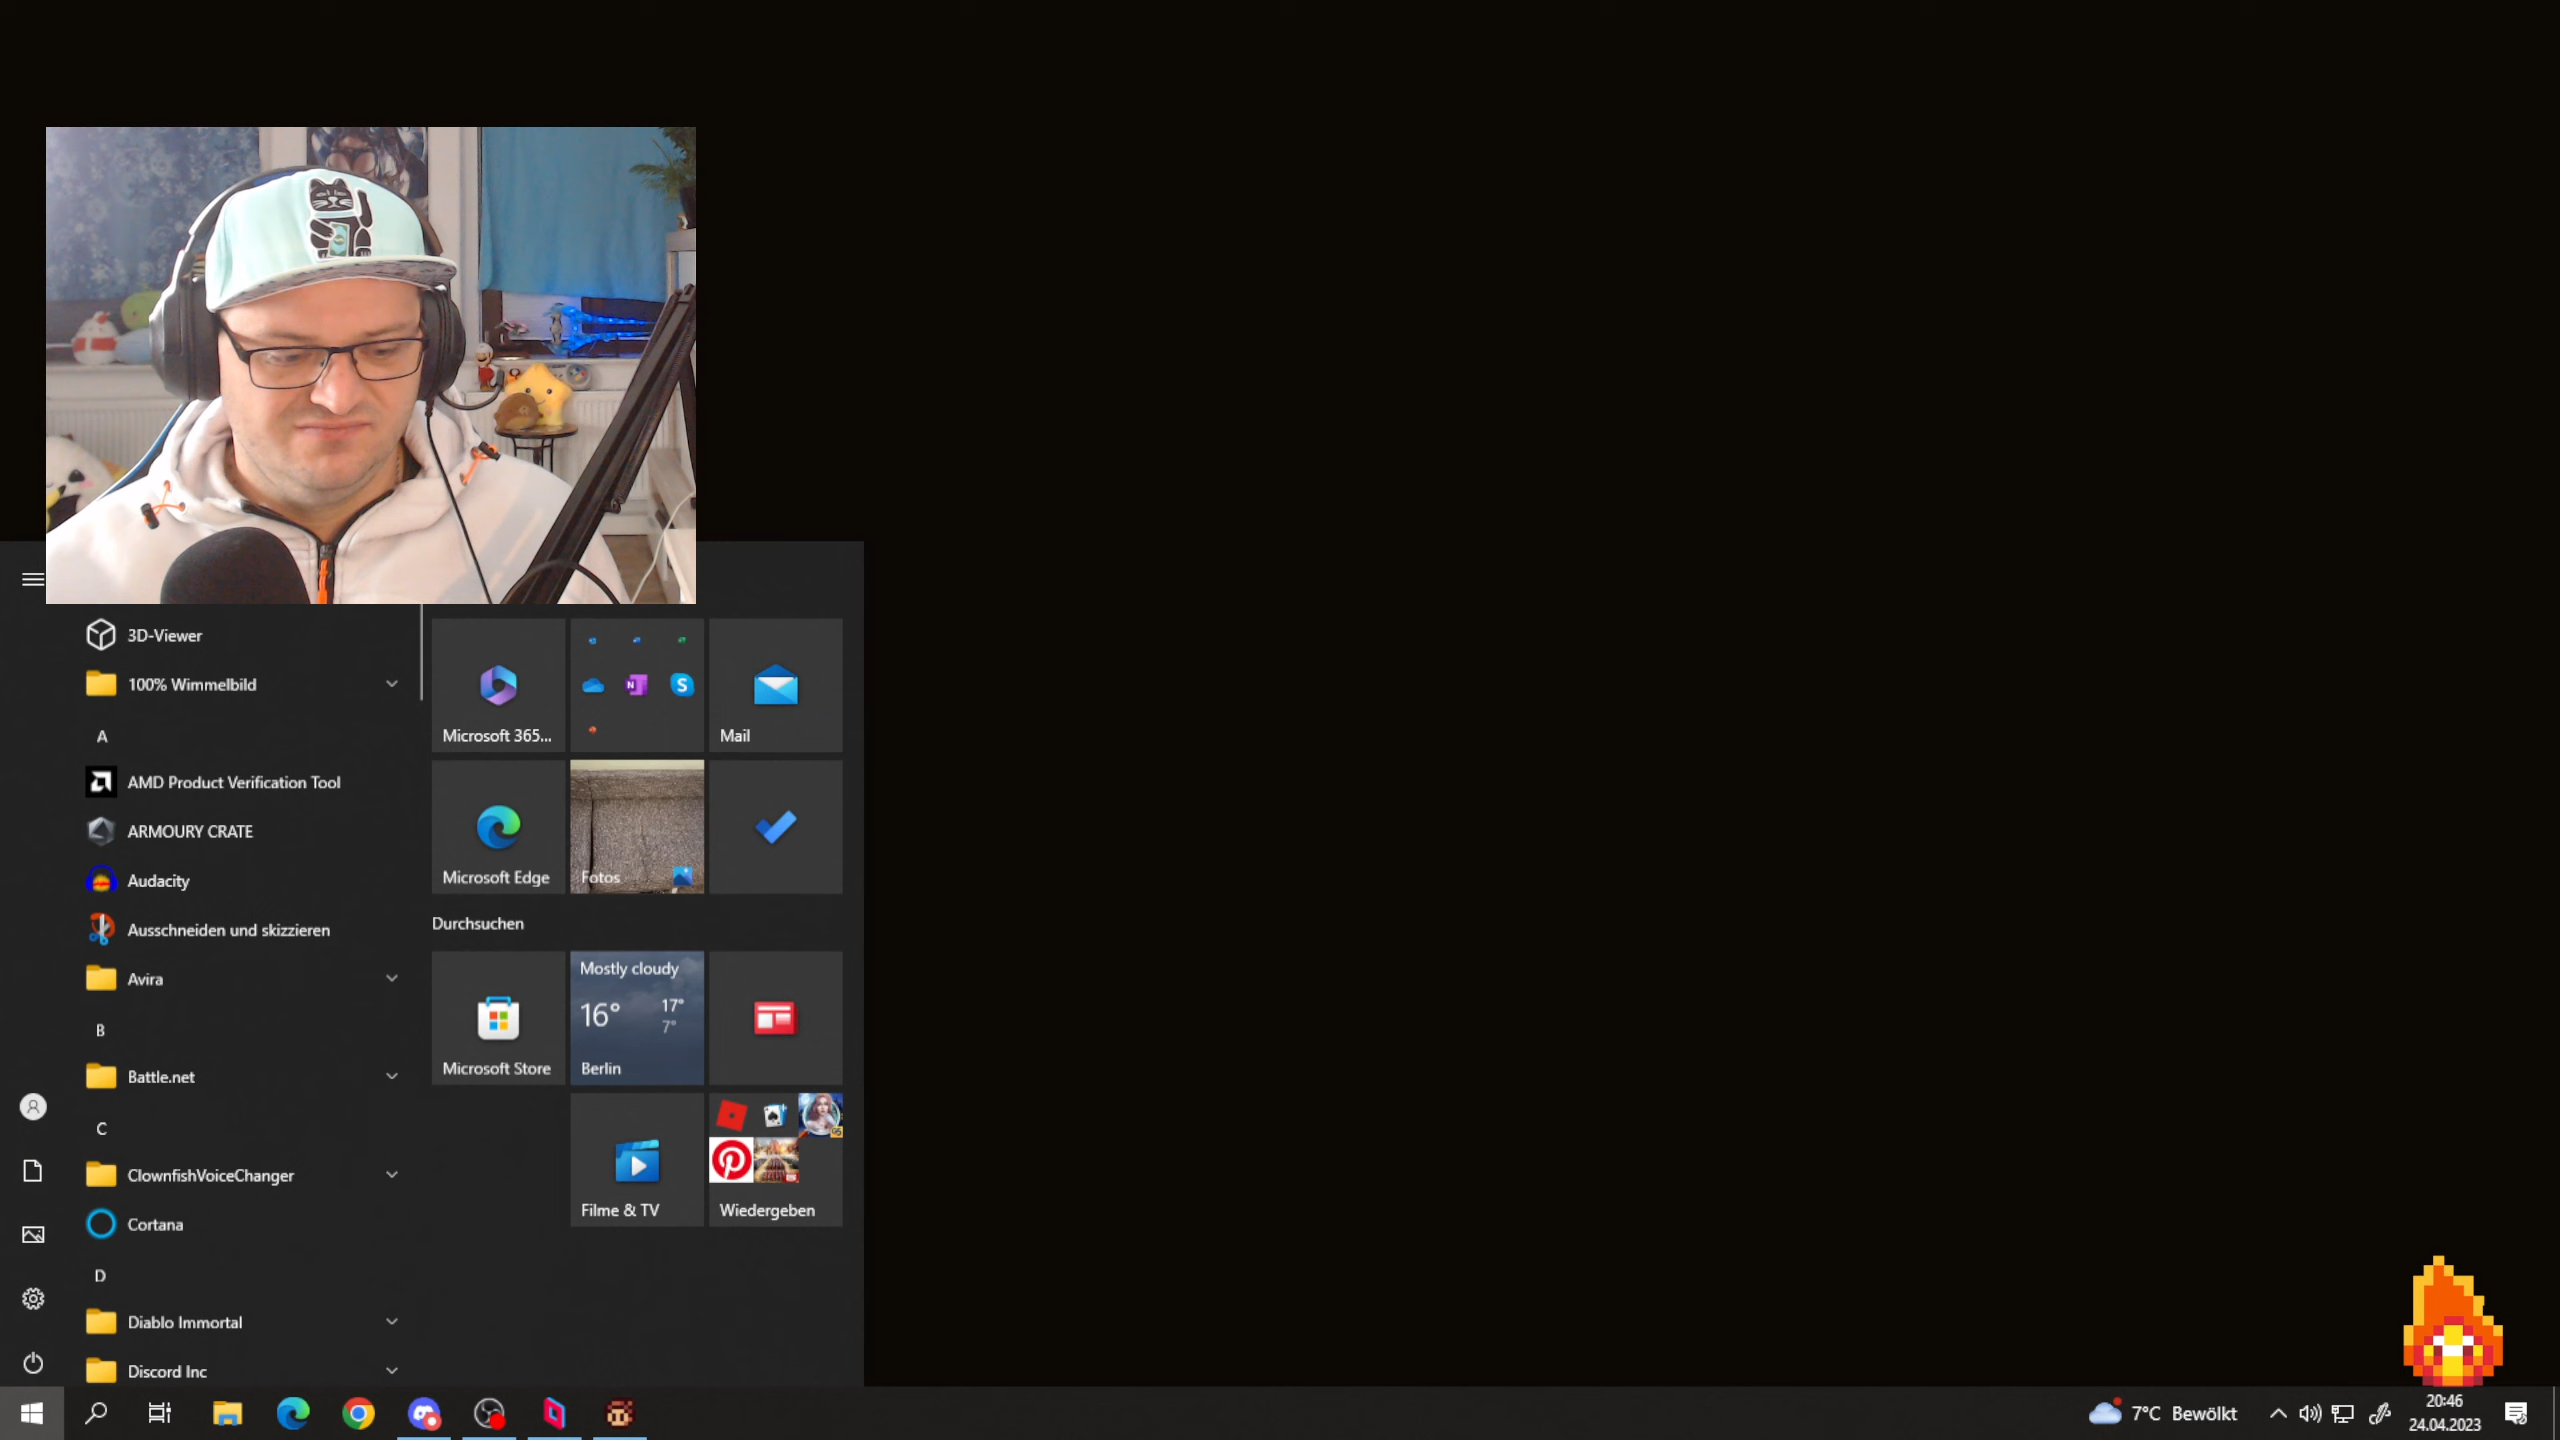 3D-Viewer
100% Wimmelbild
A
AMD Product Verification Tool
ARMOURY CRATE
Audacity
Ausschneiden und skizzieren
Avira
B
Battle.net
C
ClownfishVoiceChanger
Cortana
D
Diablo Immortal
Discord Inc
Microsoft 365...
Mail
Microsoft Edge
Fotos
Durchsuchen
Microsoft Store
Mostly cloudy
16°
17°
7°
Berlin
Filme & TV
Wiedergeben
7°C Bewölkt
20:46
24.04.2023